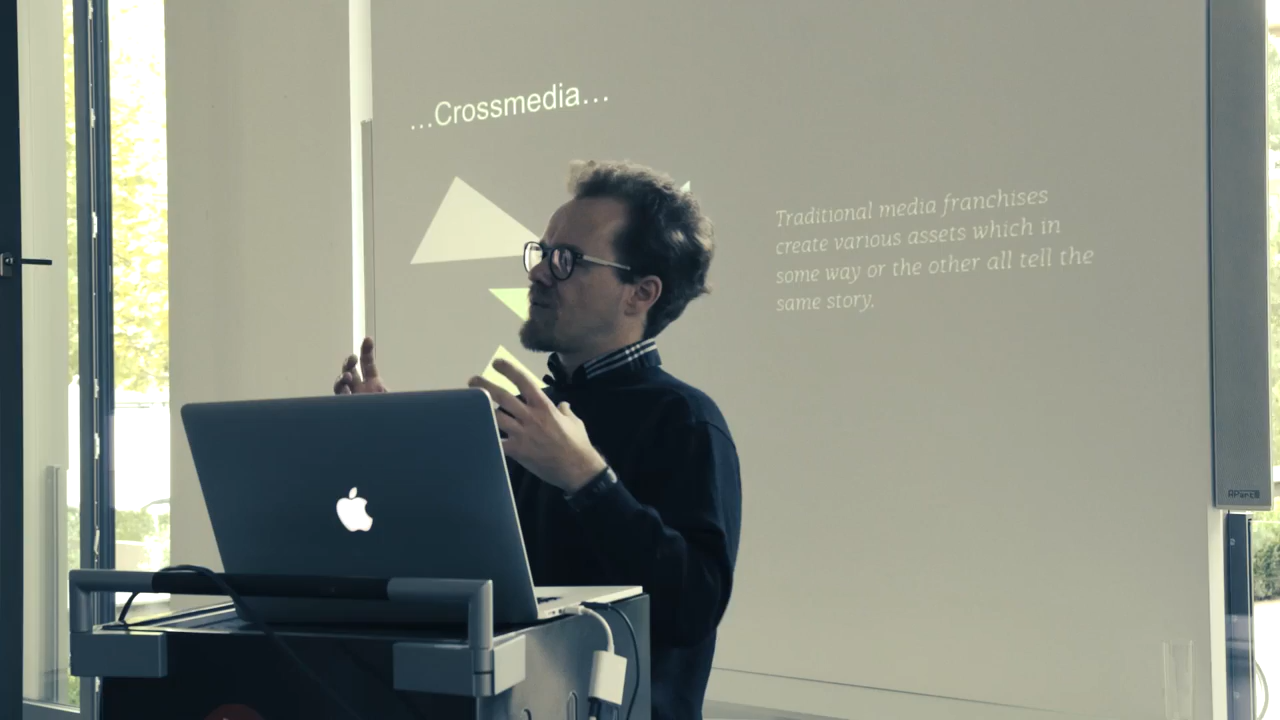 ...Crossmedia...
Traditional media franchises
create various assets which in
some way or the other all tell the
same story.